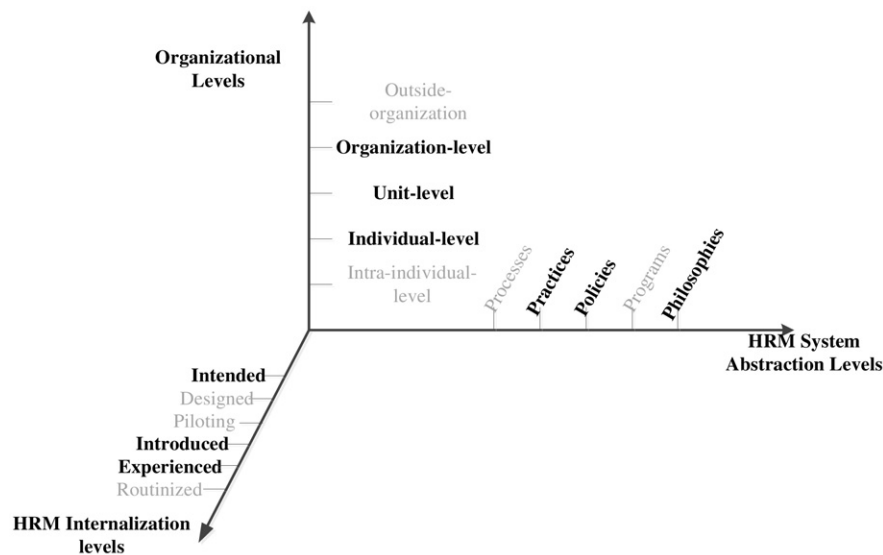 Organizational
Levels
Outside-
organization
Organization-level
Unit-level
Individual-level
Intra-individual-
level
Processes
Practices
Policies
Programs
Philosophies
HRM System
Abstraction Levels
Intended
Designed
Piloting
Introduced
Experienced
Routinized
HRM Internalization
levels